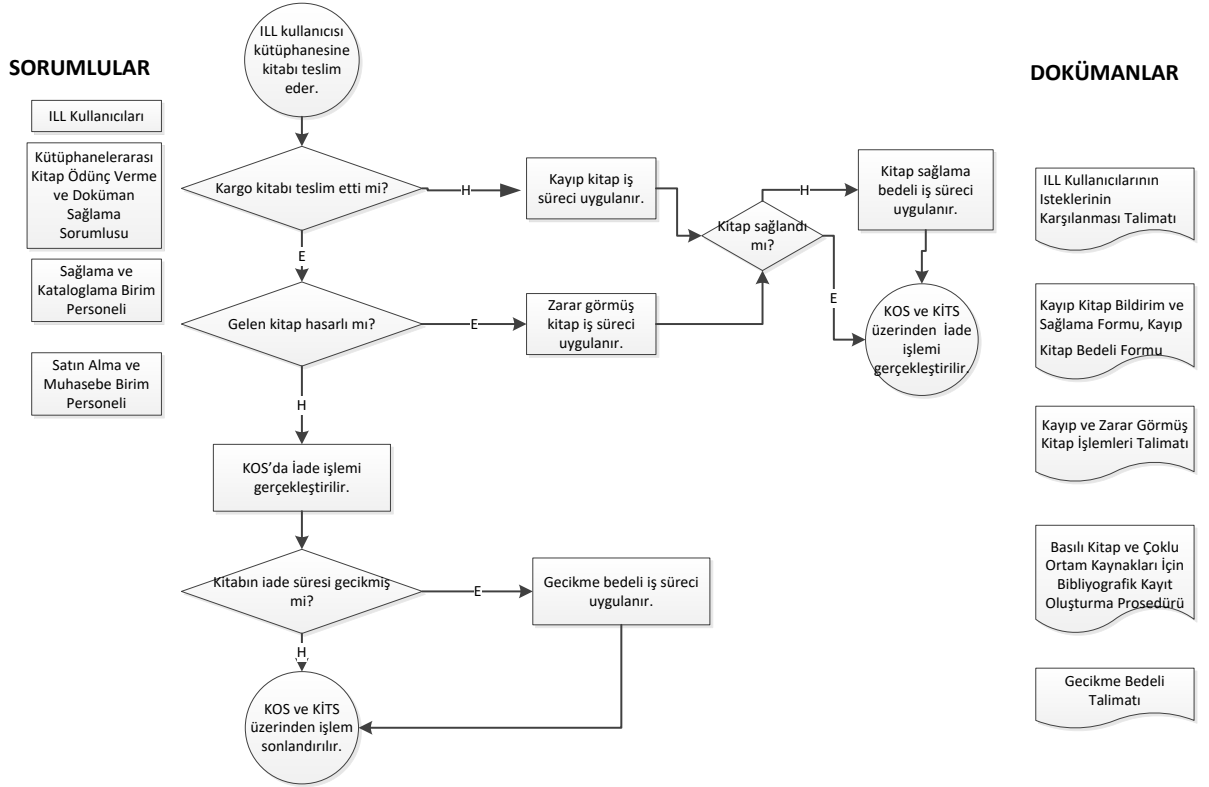 SORUMLULAR
ILL Kullanıcıları
Kütüphanelerarası
Kitap Ödünç Verme
ve Doküman
Sağlama
Sorumlusu
Sağlama ve
Kataloglama Birim
Personeli
Satın Alma ve
Muhasebe Birim
Personeli
ILL kullanıcısı
kütüphanesine
kitabı teslim
eder.
Kargo kitabı teslim etti mi?
H
Kayıp kitap iş
süreci uygulanır.
Kitap sağlandı
mı?
H
Kitap sağlama
bedeli iş süreci
uygulanır.
E
KOS ve KİTS
üzerinden İade
işlemi
gerçekleştirilir.
E
Gelen kitap hasarlı mı?
E
Zarar görmüş
kitap iş süreci
uygulanır.
H
KOS’da İade işlemi
gerçekleştirilir.
Kitabın iade süresi gecikmiş
mi?
E
Gecikme bedeli iş süreci
uygulanır.
H
KOS ve KİTS
üzerinden işlem
sonlandırılır.
DOKÜMANLAR
ILL Kullanıcılarının
Isteklerinin
Karşılanması Talimatı
Kayıp Kitap Bildirim ve
Sağlama Formu, Kayıp
Kitap Bedeli Formu
Kayıp ve Zarar Görmüş
Kitap İşlemleri Talimatı
Basılı Kitap ve Çoklu
Ortam Kaynakları İçin
Bibliyografik Kayıt
Oluşturma Prosedürü
Gecikme Bedeli
Talimatı